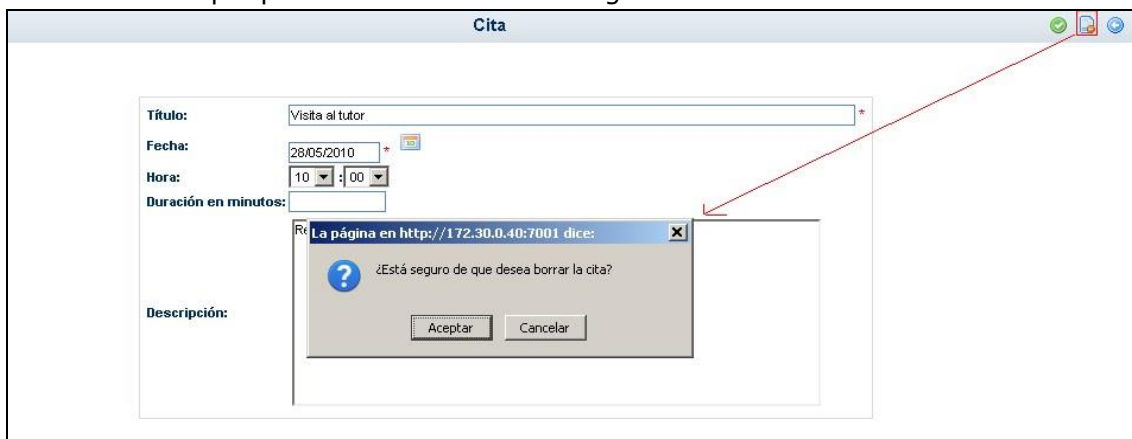 Cita
Título: Visita al tutor *
Fecha: 28/05/2010 *
Hora: 10 : 00
Duración en minutos:
Re
La página en http://172.30.0.40:7001 dice:
¿Está seguro de que desea borrar la cita?
Descripción:
Aceptar Cancelar